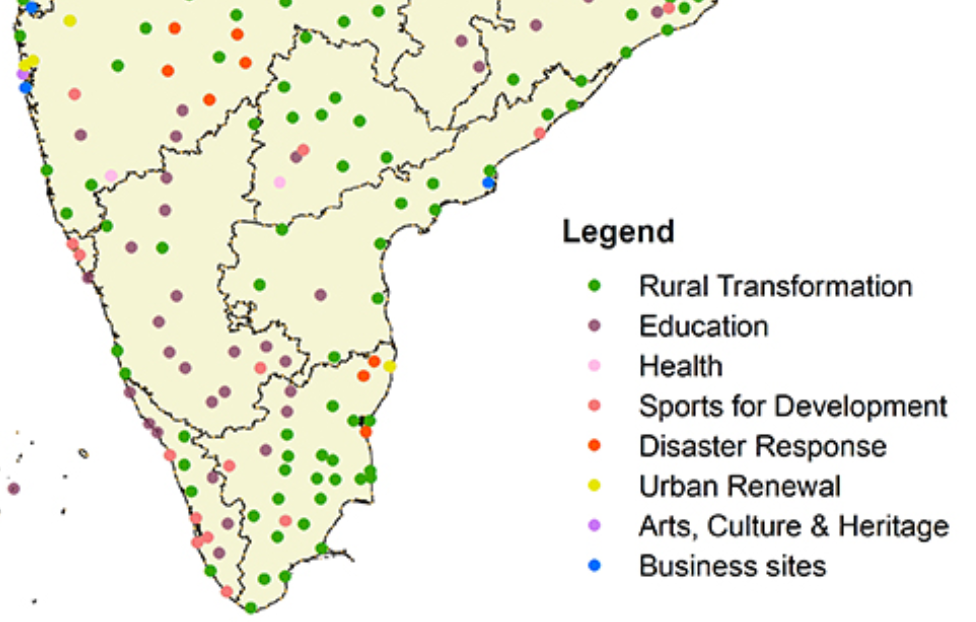 Legend
Rural Transformation
Education
Health
Sports for Development
Disaster Response
Urban Renewal
Arts, Culture & Heritage
Business sites